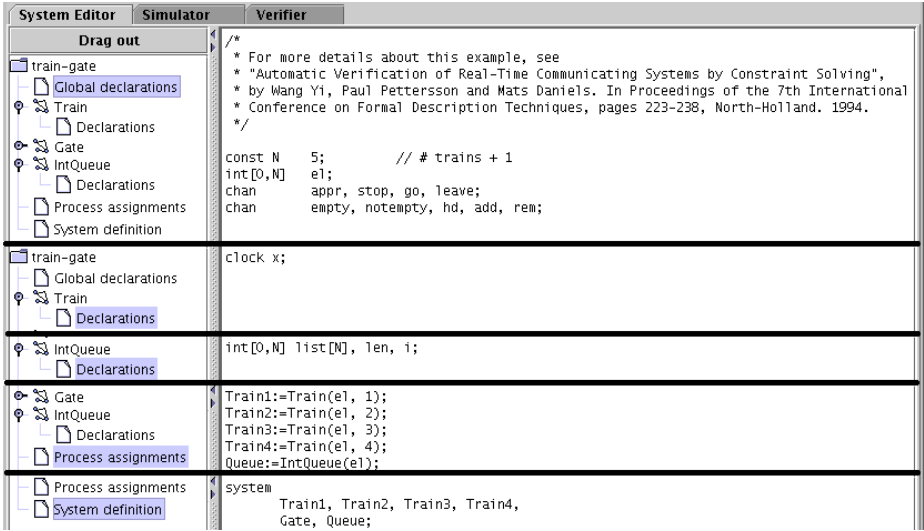 System Editor Simulator Verifier
Drag out
train-gate
Global declarations
Train
Declarations
Gate
IntQueue
Declarations
Process assignments
System definition
/*
* For more details about this example, see
* "Automatic Verification of Real-Time Communicating Systems by Constraint Solving",
* by Wang Yi, Paul Pettersson and Mats Daniels. In Proceedings of the 7th International
* Conference on Formal Description Techniques, pages 223-238, North-Holland. 1994.
*/
const N 5; // # trains + 1
int[0,N] el;
chan appr, stop, go, leave;
chan empty, notempty, hd, add, rem;
train-gate
Global declarations
Train
Declarations
clock x;
IntQueue
Declarations
int[0,N] list[N], len, i;
Gate
IntQueue
Declarations
Process assignments
Train1:=Train(el, 1);
Train2:=Train(el, 2);
Train3:=Train(el, 3);
Train4:=Train(el, 4);
Queue:=IntQueue(el);
Process assignments
System definition
system
Train1, Train2, Train3, Train4,
Gate, Queue;